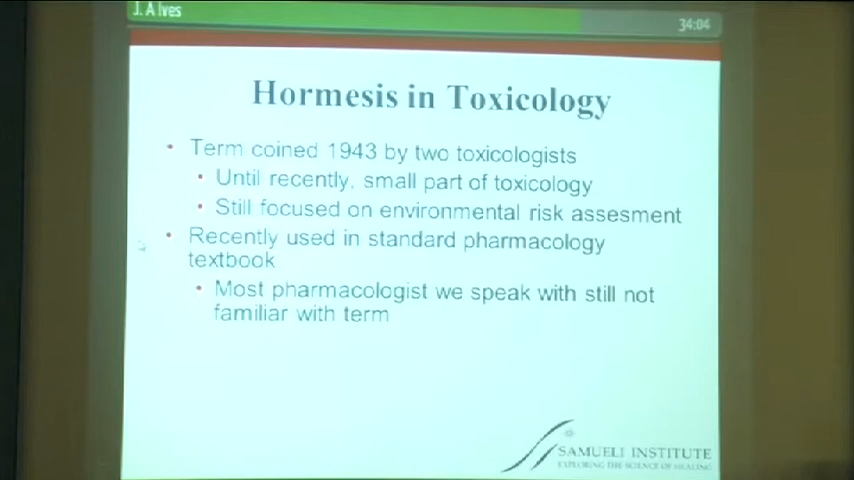 J. Alves
34:04
Hormesis in Toxicology
• Term coined 1943 by two toxicologists
• Until recently, small part of toxicology
• Still focused on environmental risk assesment
• Recently used in standard pharmacology
textbook
• Most pharmacologist we speak with still not
familiar with term
SAMUELI INSTITUTE
EXPLORING THE SCIENCE OF HEALING